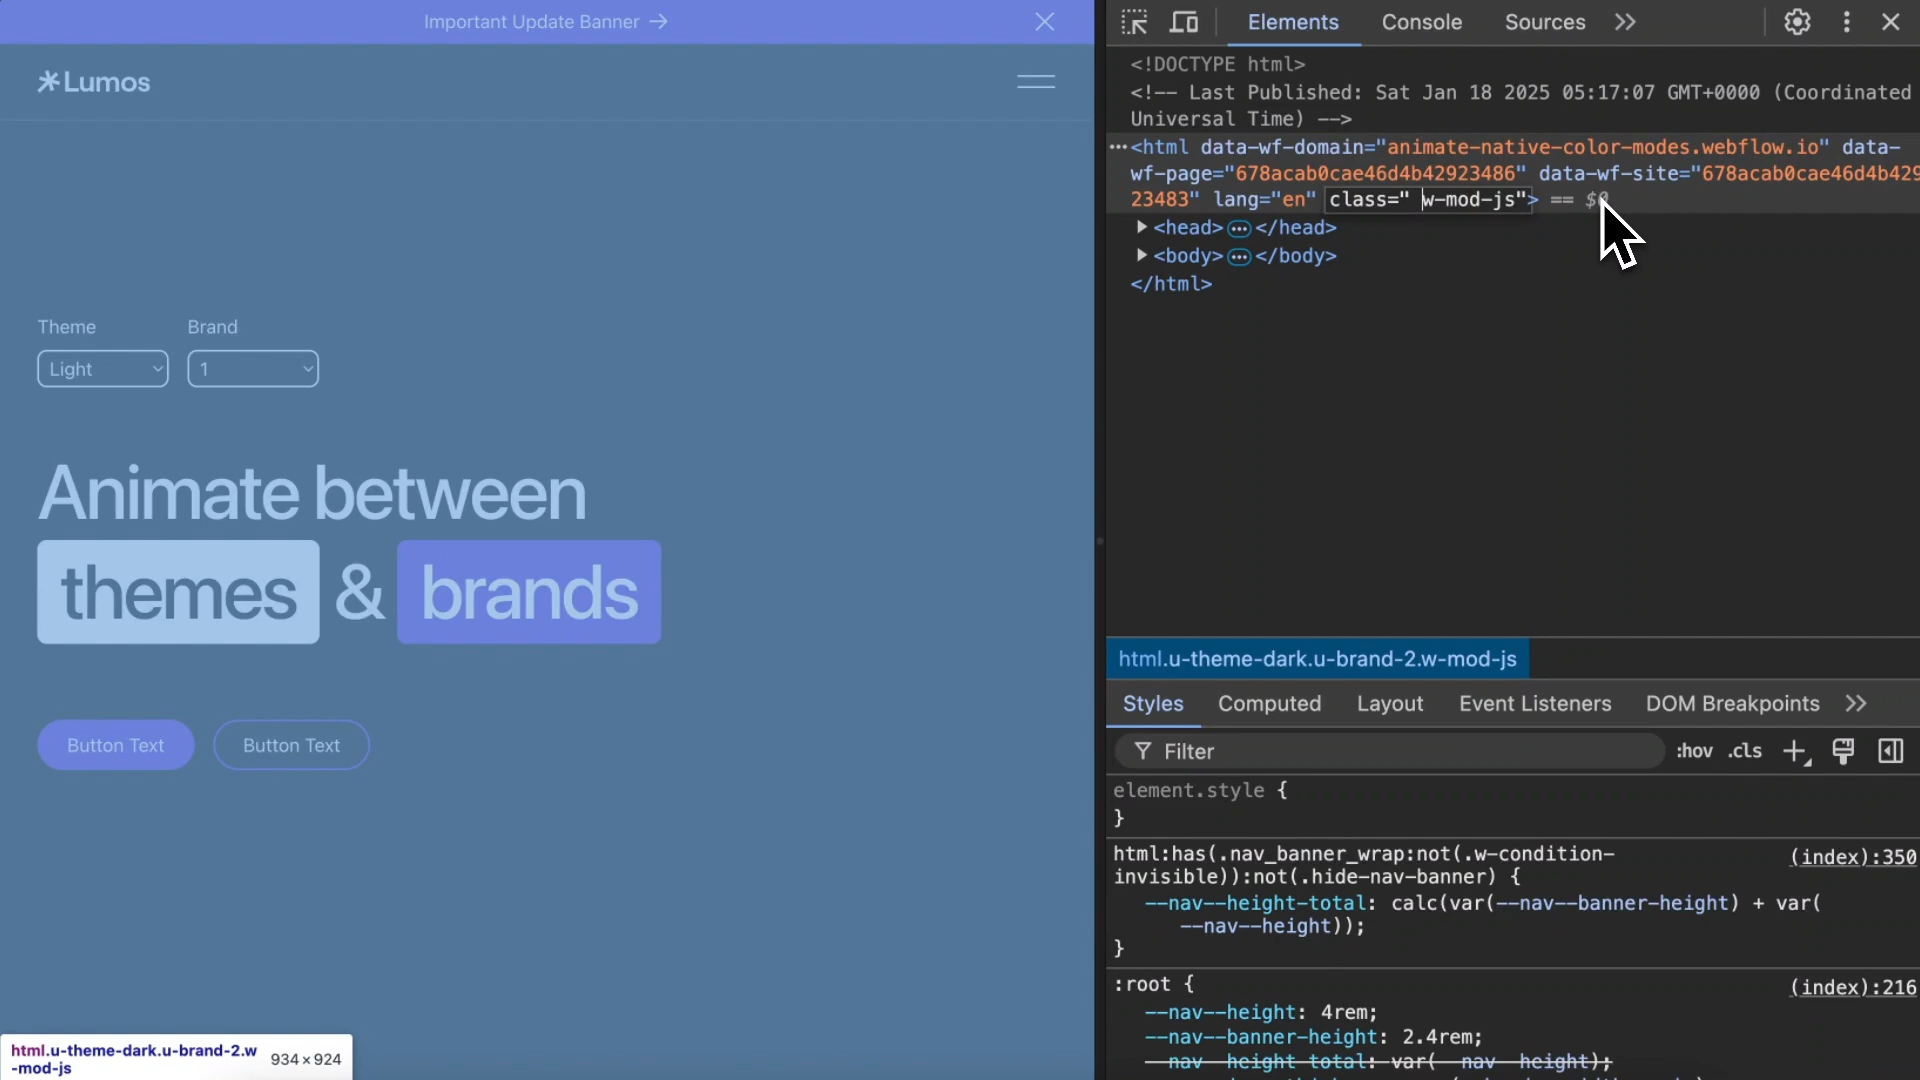 Important Update Banner →
Lumos
Theme
Brand
Light
1
Animate between
themes & brands
Button Text
Button Text
html.u-theme-dark.u-brand-2.w
-mod-js
934 × 924
Elements
Console
Sources
<!DOCTYPE html>
<!-- Last Published: Sat Jan 18 2025 05:17:07 GMT+0000 (Coordinated
Universal Time) -->
<html data-wf-domain="animate-native-color-modes.webflow.io" data-
wf-page="678acab0cae46d4b42923486" data-wf-site="678acab0cae46d4b429
23483" lang="en" class=" w-mod-js"> == $0
<head>…</head>
<body>…</body>
</html>
html.u-theme-dark.u-brand-2.w-mod-js
Styles
Computed
Layout
Event Listeners
DOM Breakpoints
Filter
:hov
.cls
element.style {
}
html:has(.nav_banner_wrap:not(.w-condition-
invisible)):not(.hide-nav-banner) {
(index):350
--nav--height-total: calc(var(--nav--banner-height) + var(
--nav--height));
}
:root {
(index):216
--nav--height: 4rem;
--nav--banner-height: 2.4rem;
--nav--height-total: var(--nav--height);